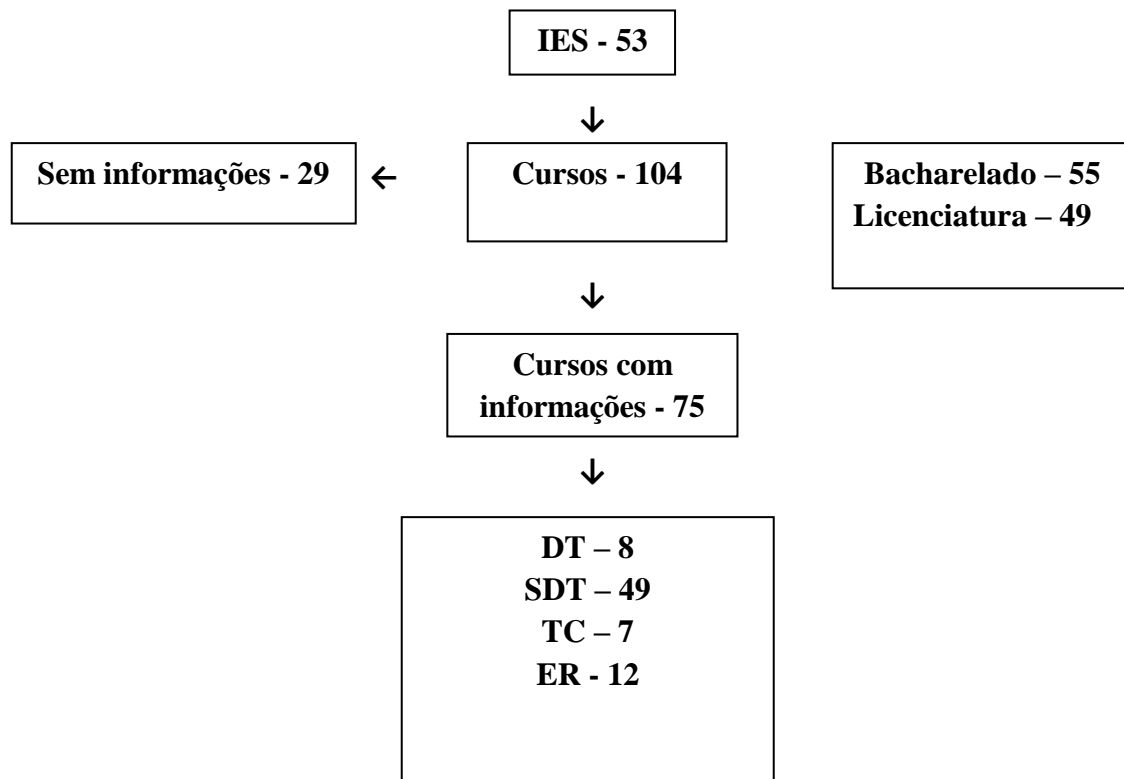 IES - 53
Sem informações - 29
Cursos - 104
Bacharelado – 55
Licenciatura – 49
Cursos com
informações - 75
DT – 8
SDT – 49
TC – 7
ER - 12